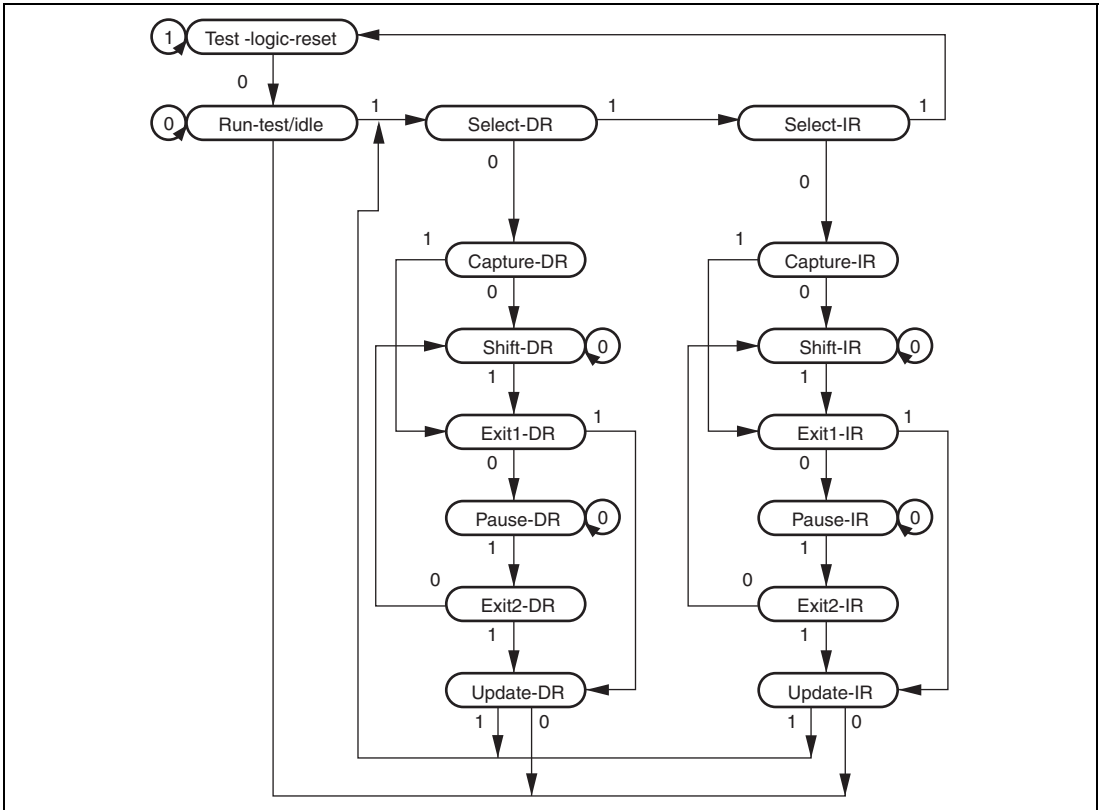 1 Test -logic-reset
0
0 Run-test/idle 1 Select-DR 1 Select-IR 1
0 0
1 1
Capture-DR Capture-IR
0 0
Shift-DR 0 Shift-IR 0
1 1
Exit1-DR 1 Exit1-IR 1
0 0
Pause-DR 0 Pause-IR 0
1 1
0 Exit2-DR 0 Exit2-IR
1 1
Update-DR Update-IR
1 0 1 0